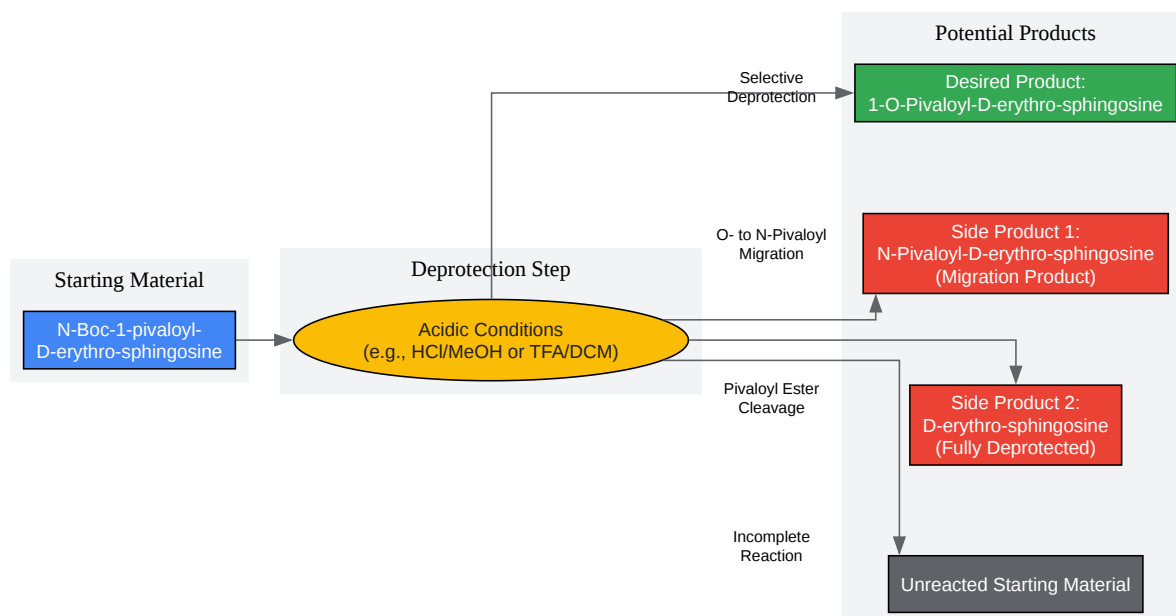 Potential Products
Selective
Deprotection
Desired Product:
1-O-Pivaloyl-D-erythro-sphingosine
O- to N-Pivaloyl
Migration
Side Product 1:
N-Pivaloyl-D-erythro-sphingosine
(Migration Product)
Starting Material
Deprotection Step
N-Boc-1-pivaloyl-
D-erythro-sphingosine
Acidic Conditions
(e.g., HCl/MeOH or TFA/DCM)
Pivaloyl Ester
Cleavage
Side Product 2:
D-erythro-sphingosine
(Fully Deprotected)
Incomplete
Reaction
Unreacted Starting Material